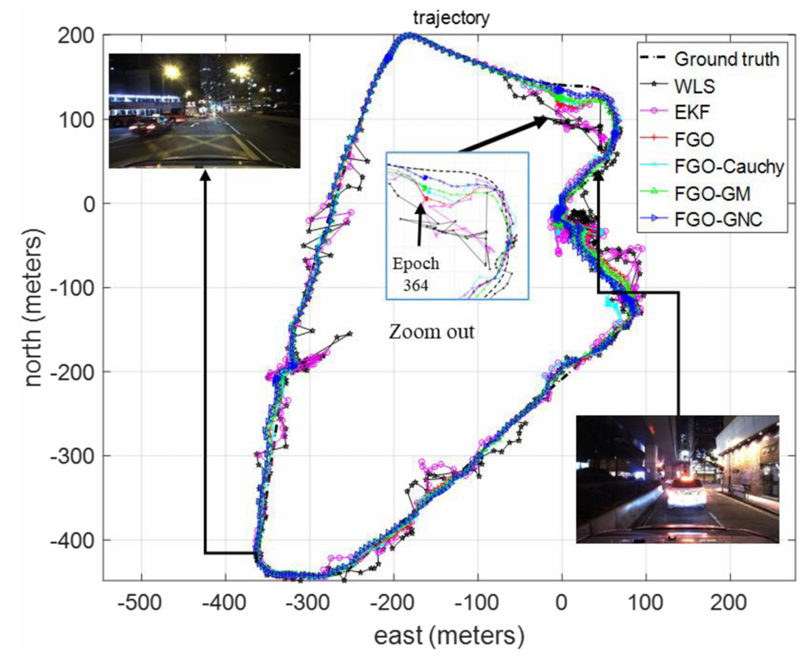 trajectory
200
100
0
-100
-200
-300
-400
north (meters)
Ground truth
WLS
EKF
FGO
FGO-Cauchy
FGO-GM
FGO-GNC
Epoch
364
Zoom out
-500
-400
-300
-200
-100
0
100
200
east (meters)